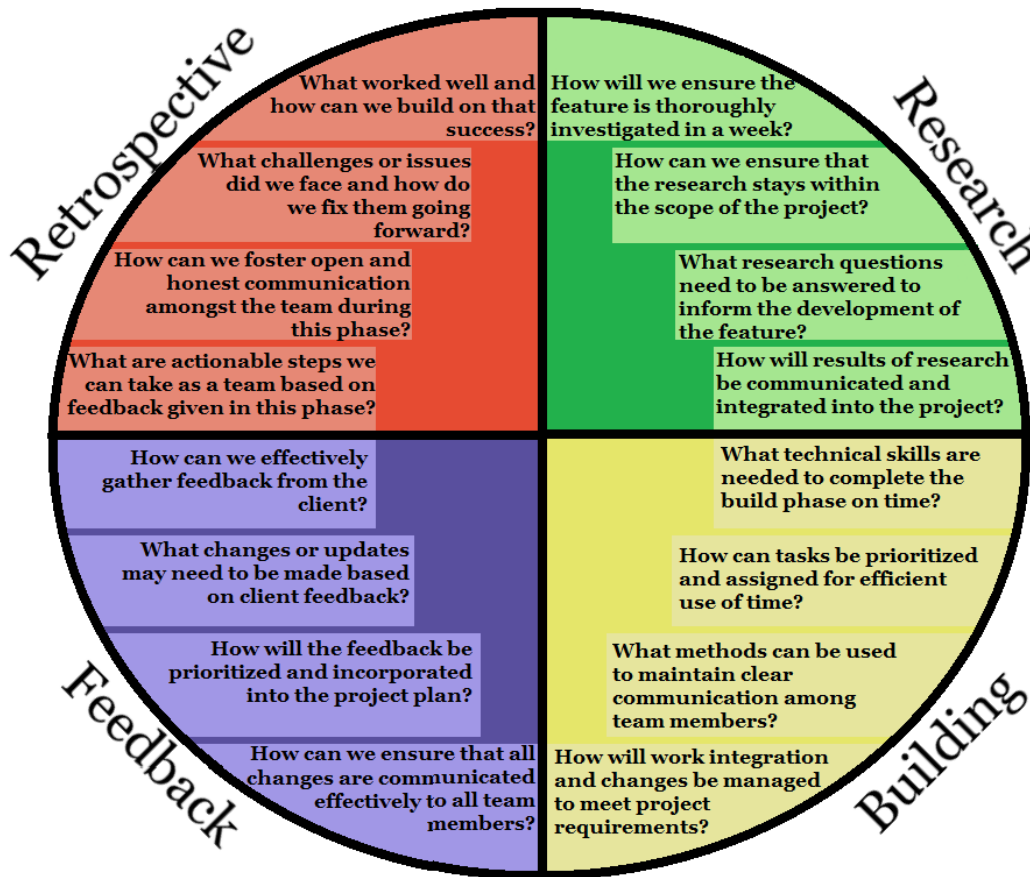 Retrospective
What worked well and
how can we build on that
success?
What challenges or issues
did we face and how do
we fix them going
forward?
How can we foster open and
honest communication
amongst the team during
this phase?
What are actionable steps we
can take as a team based on
feedback given in this phase?
Research
How will we ensure the
feature is thoroughly
investigated in a week?
How can we ensure that
the research stays within
the scope of the project?
What research questions
need to be answered to
inform the development of
the feature?
How will results of research
be communicated and
integrated into the project?
Feedback
How can we effectively
gather feedback from the
client?
What changes or updates
may need to be made based
on client feedback?
How will the feedback be
prioritized and incorporated
into the project plan?
How can we ensure that all
changes are communicated
effectively to all team
members?
Building
What technical skills are
needed to complete the
build phase on time?
How can tasks be prioritized
and assigned for efficient
use of time?
What methods can be used
to maintain clear
communication among
team members?
How will work integration
and changes be managed
to meet project
requirements?